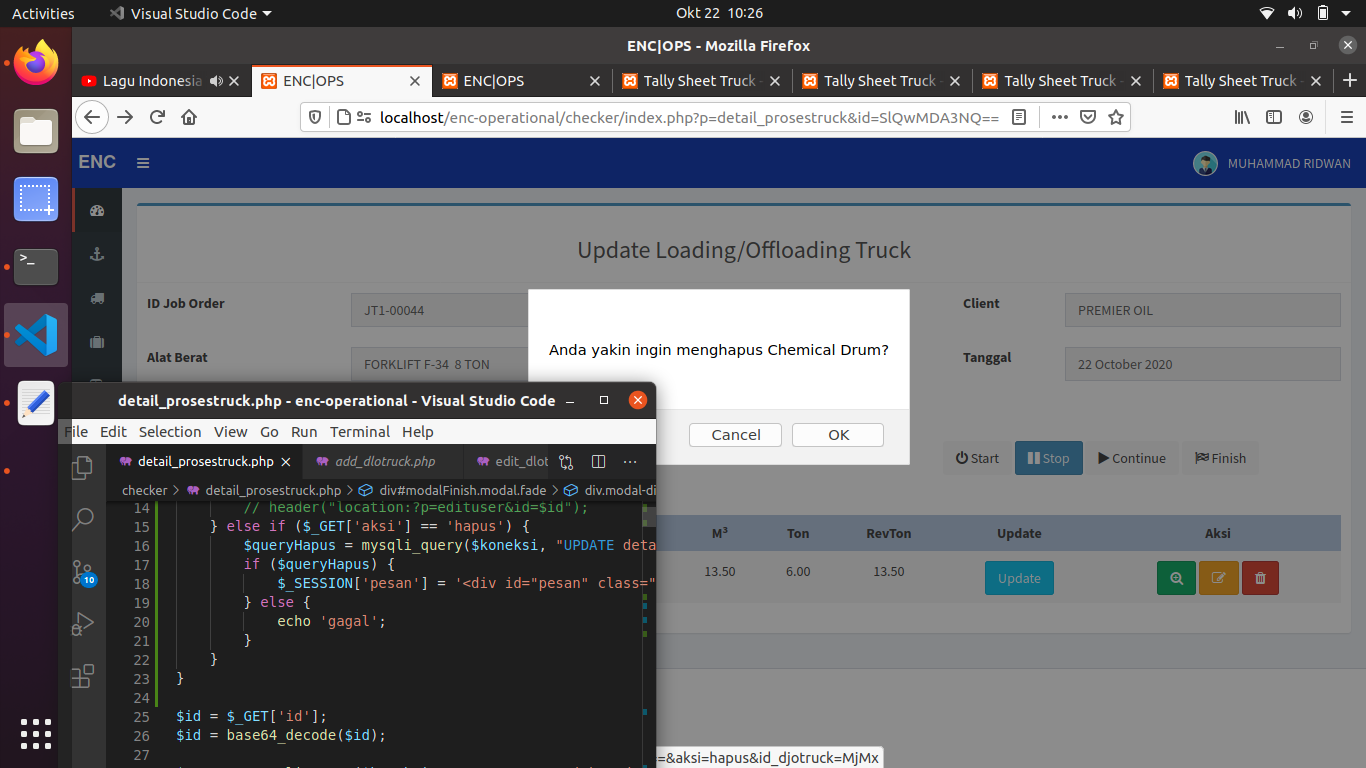 Activities Visual Studio Code Okt 22 10:26
ENC|OPS - Mozilla Firefox
Lagu Indonesia ENC|OPS ENC|OPS Tally Sheet Truck - Tally Sheet Truck - Tally Sheet Truck - Tally Sheet Truck -
localhost/enc-operational/checker/index.php?p=detail_prosestruck&id=SlQwMDA3NQ==
ENC MUHAMMAD RIDWAN
Update Loading/Offloading Truck
ID Job Order JT1-00044 Client PREMIER OIL
Anda yakin ingin menghapus Chemical Drum?
Alat Berat FORKLIFT F-34 8 TON Tanggal 22 October 2020
Cancel OK
Start Stop Continue Finish
M³ Ton RevTon Update Aksi
13.50 6.00 13.50 Update
detail_prosestruck.php - enc-operational - Visual Studio Code
File Edit Selection View Go Run Terminal Help
detail_prosestruck.php add_dlotruck.php edit_dlot
checker > detail_prosestruck.php > div#modalFinish.modal.fade > div.modal-di
10
14 // header("location:?p=edituser&id=$id");
15 } else if ($_GET['aksi'] == 'hapus') {
16 $queryHapus = mysqli_query($koneksi, "UPDATE deta
17 if ($queryHapus) {
18 $_SESSION['pesan'] = '<div id="pesan" class="
19 } else {
20 echo 'gagal';
21 }
22 }
23 }
24
25 $id = $_GET['id'];
26 $id = base64_decode($id);
27
=&aksi=hapus&id_djotruck=MjMx